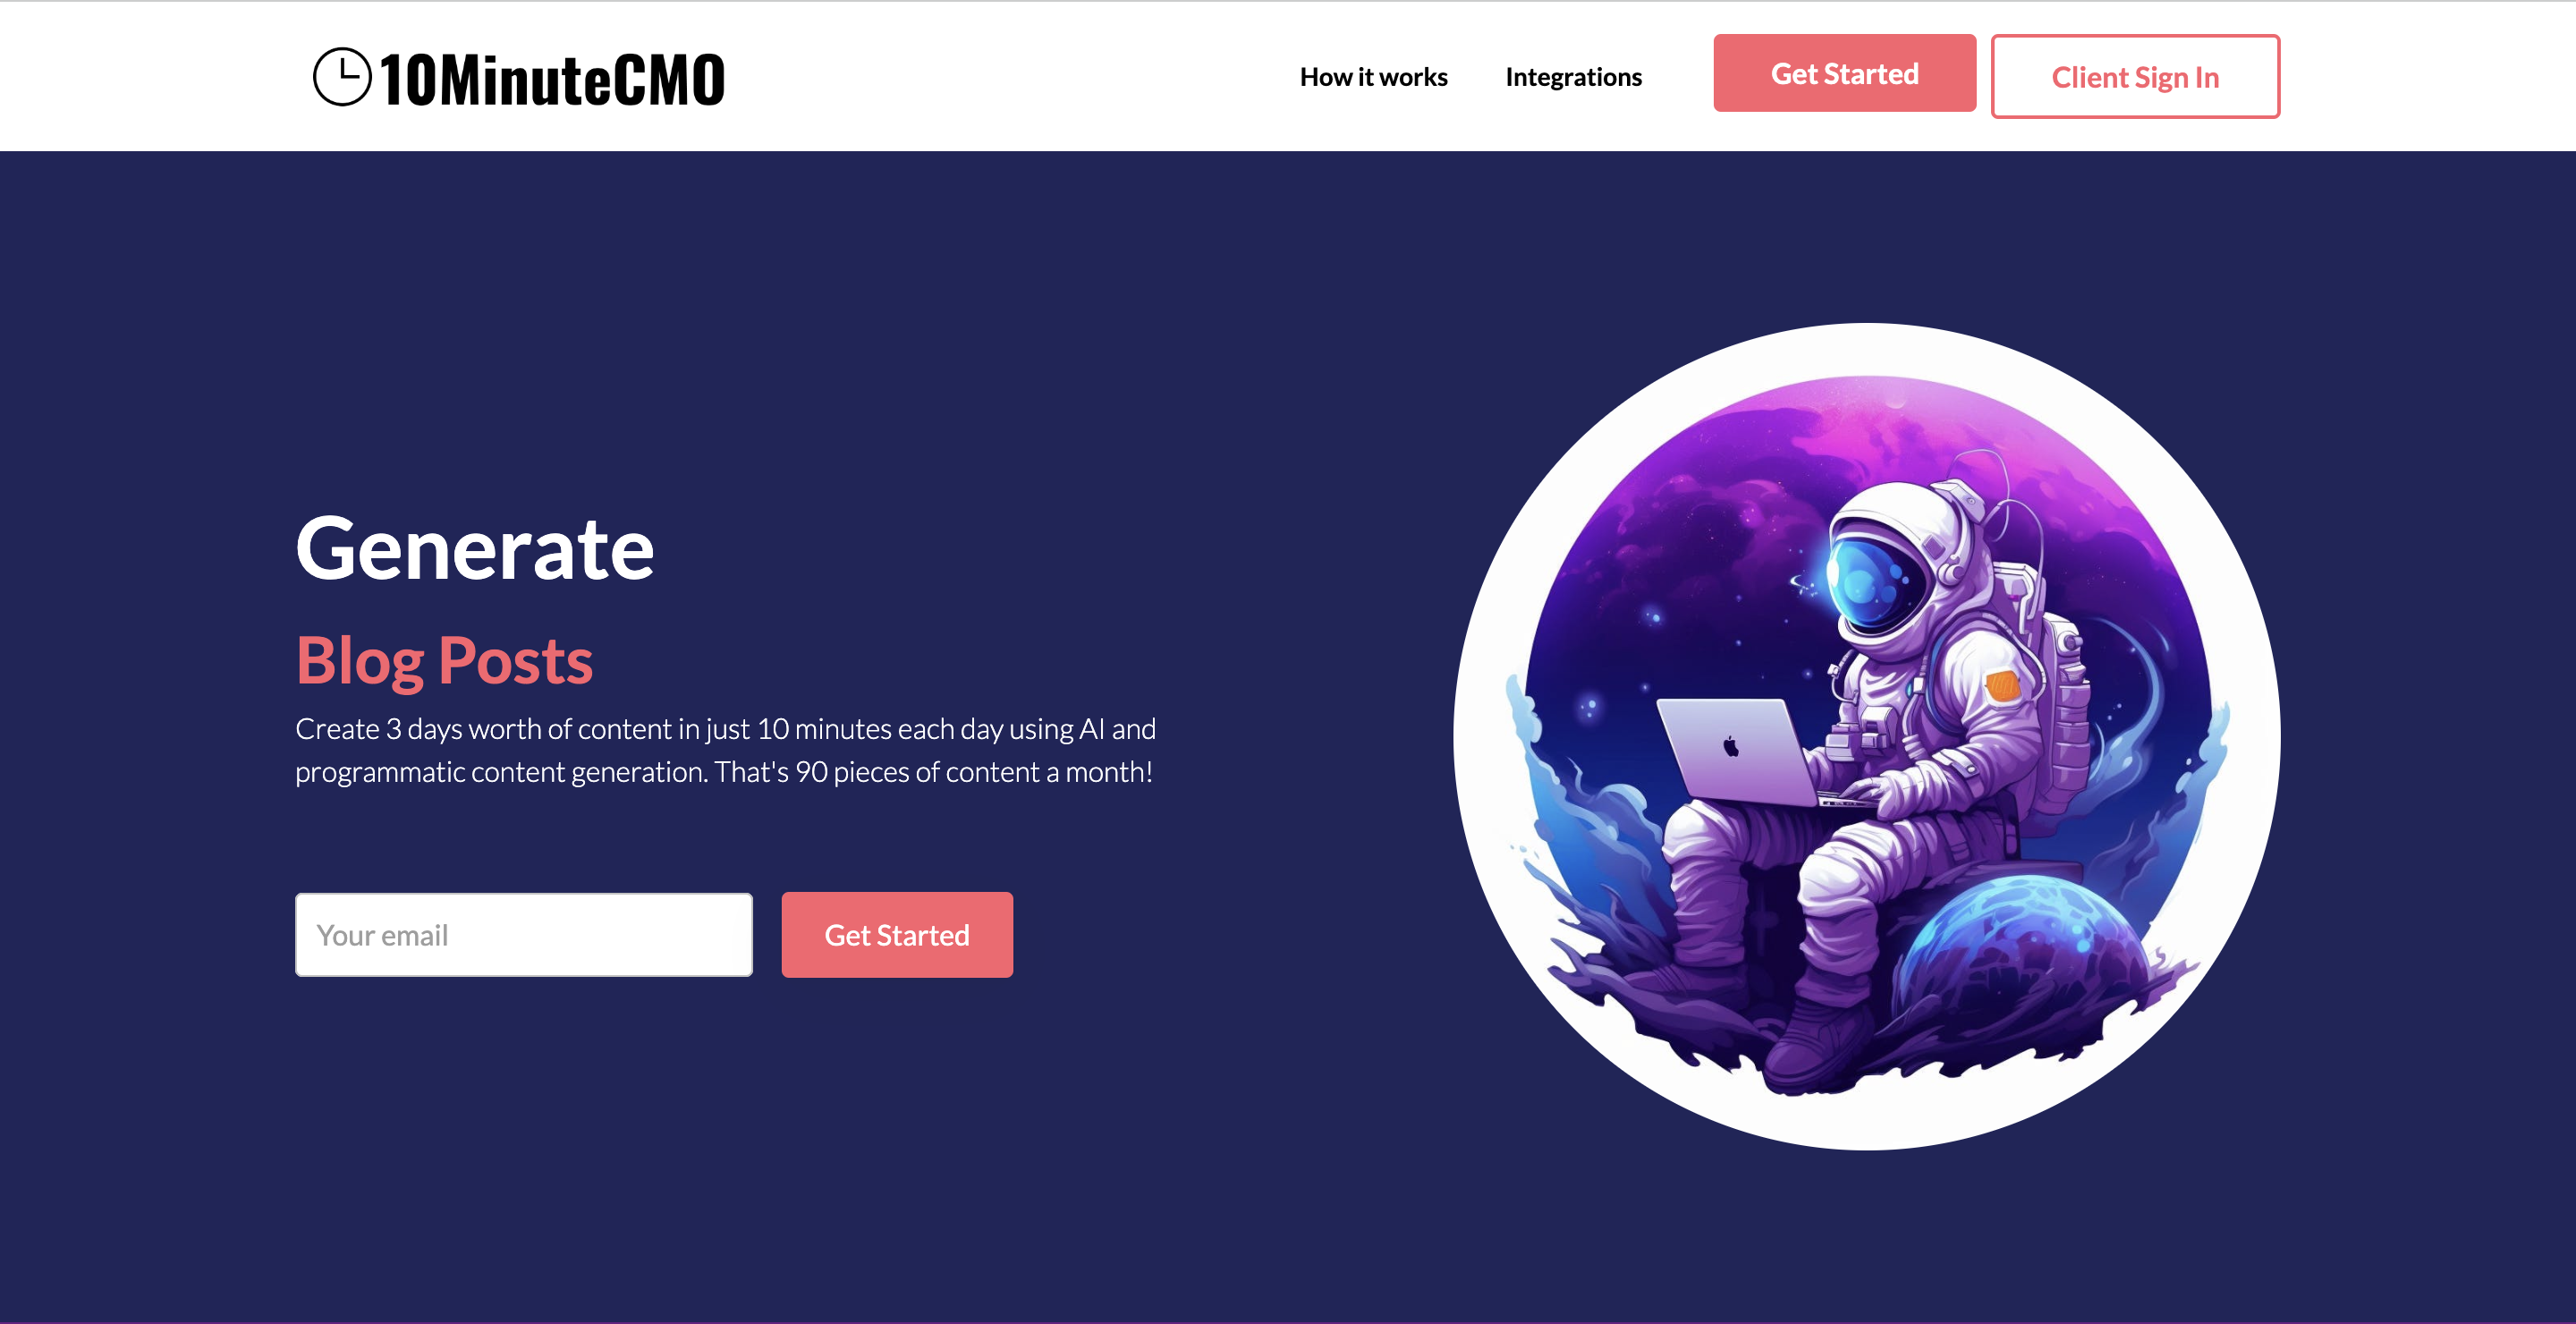 10MinuteCMO
How it works
Integrations
Get Started
Client Sign In
Generate
Blog Posts
Create 3 days worth of content in just 10 minutes each day using AI and
programmatic content generation. That's 90 pieces of content a month!
Your email
Get Started